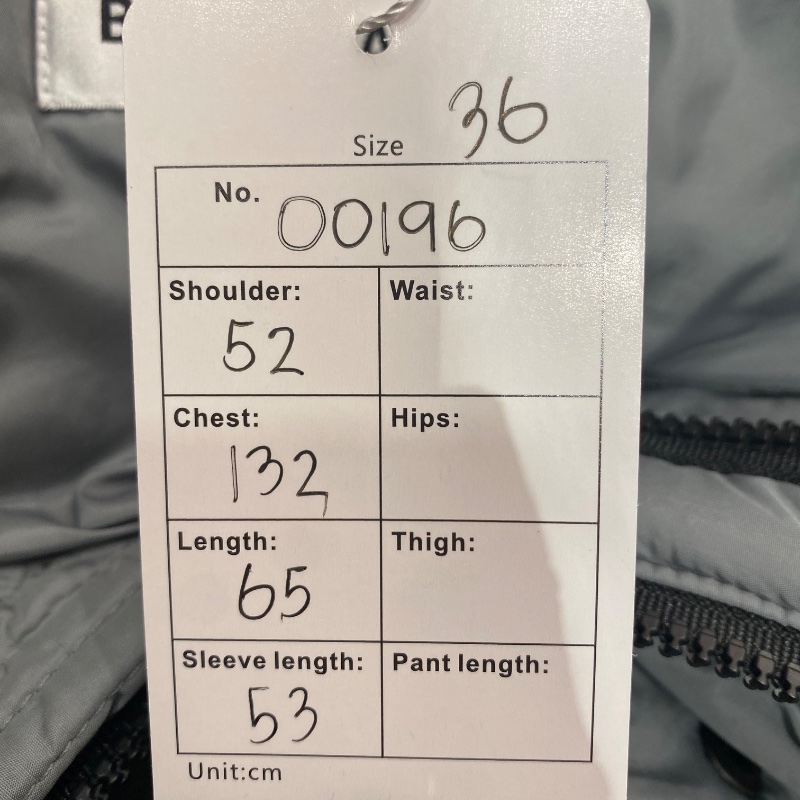 B
Size 36
No. 00196
Shoulder: Waist:
52
Chest: Hips:
132
Length: Thigh:
65
Sleeve length: Pant length:
53
Unit:cm